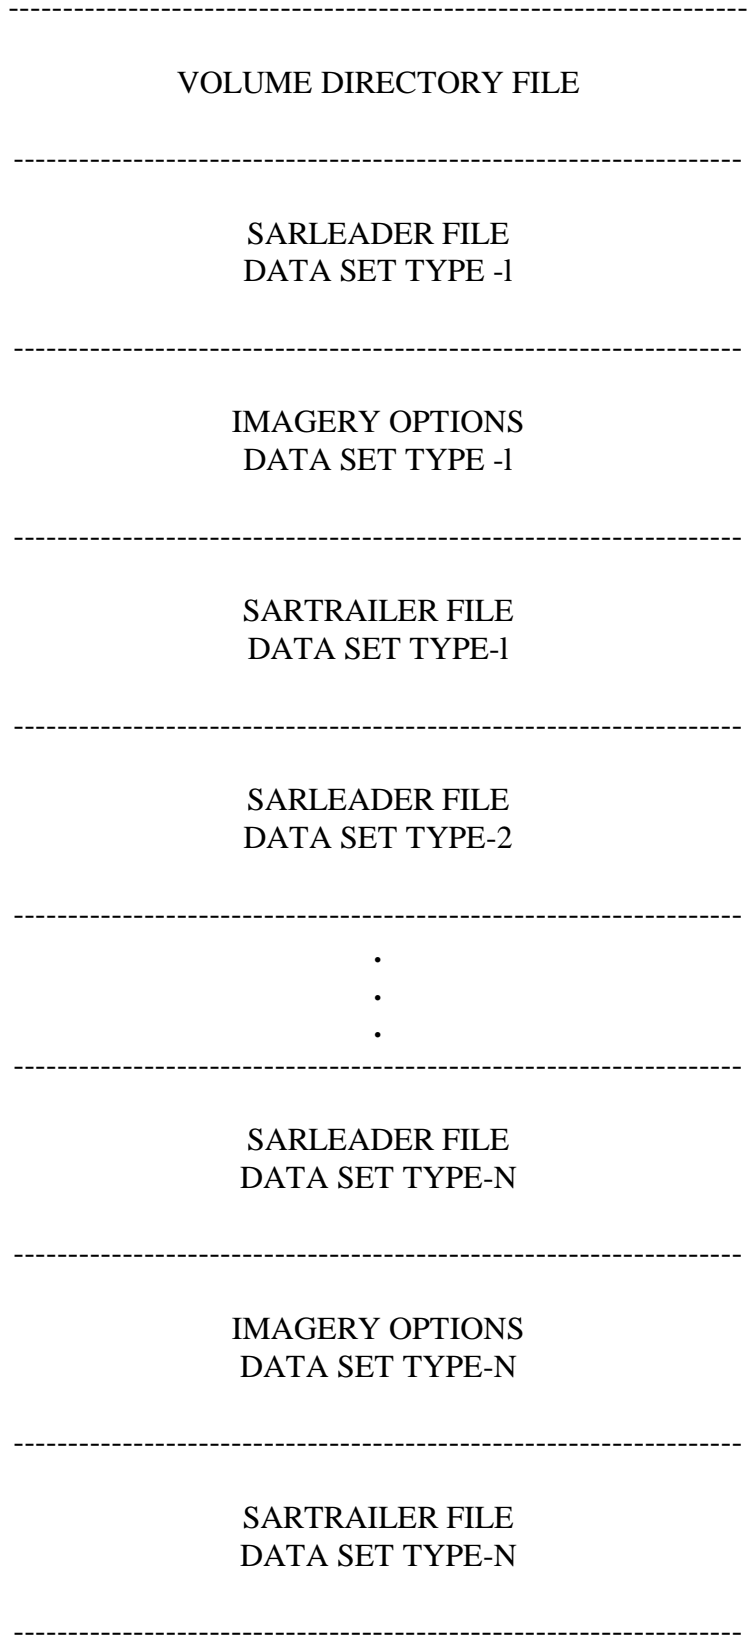 --------------------------------------------------------------------
VOLUME DIRECTORY FILE
-------------------------------------------------------------------
SARLEADER FILE
DATA SET TYPE -l
-------------------------------------------------------------------
IMAGERY OPTIONS
DATA SET TYPE -l
-------------------------------------------------------------------
SARTRAILER FILE
DATA SET TYPE-l
-------------------------------------------------------------------
SARLEADER FILE
DATA SET TYPE-2
-------------------------------------------------------------------
.
.
.
-------------------------------------------------------------------
SARLEADER FILE
DATA SET TYPE-N
-------------------------------------------------------------------
IMAGERY OPTIONS
DATA SET TYPE-N
-------------------------------------------------------------------
SARTRAILER FILE
DATA SET TYPE-N
-------------------------------------------------------------------